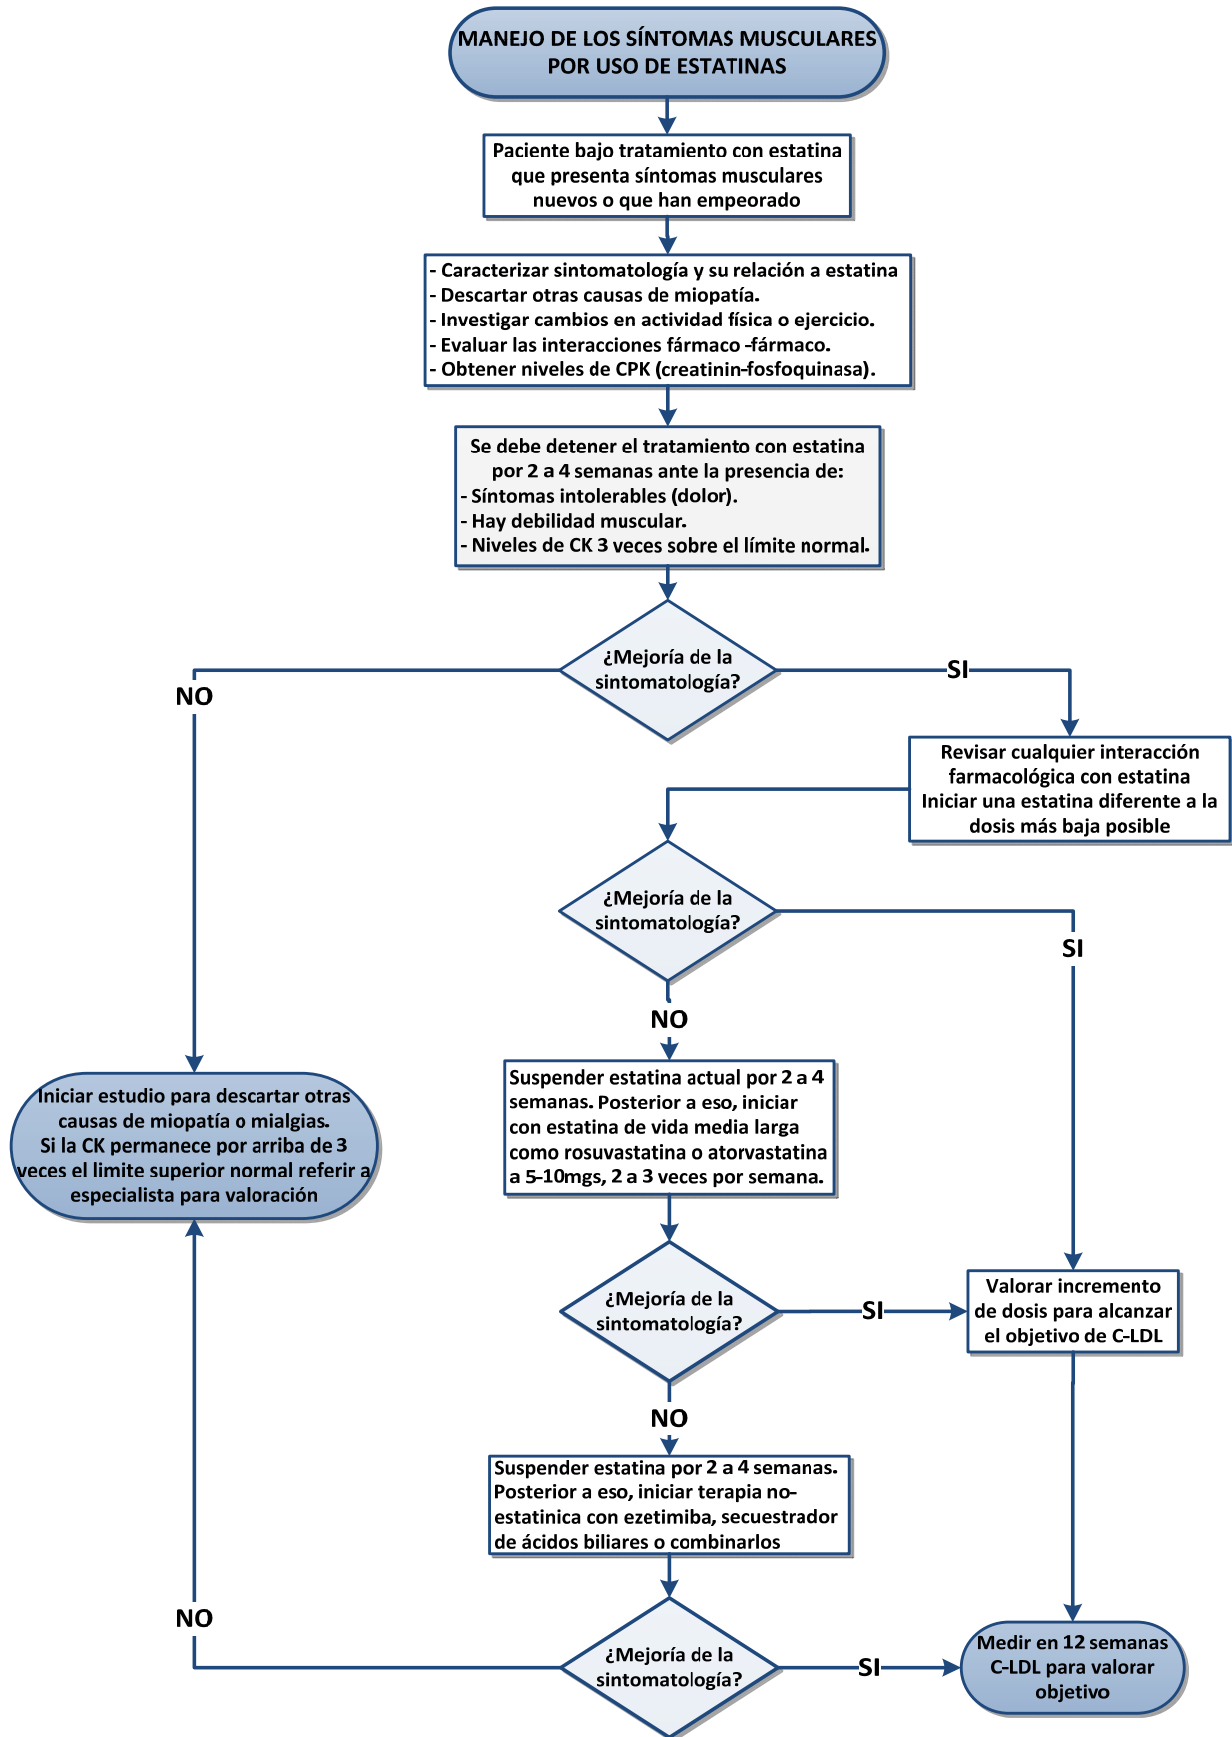 MANEJO DE LOS SÍNTOMAS MUSCULARES
POR USO DE ESTATINAS
Paciente bajo tratamiento con estatina
que presenta síntomas musculares
nuevos o que han empeorado
- Caracterizar sintomatología y su relación a estatina
- Descartar otras causas de miopatía.
- Investigar cambios en actividad física o ejercicio.
- Evaluar las interacciones fármaco -fármaco.
- Obtener niveles de CPK (creatinin-fosfoquinasa).
Se debe detener el tratamiento con estatina
por 2 a 4 semanas ante la presencia de:
- Síntomas intolerables (dolor).
- Hay debilidad muscular.
- Niveles de CK 3 veces sobre el límite normal.
¿Mejoría de la
sintomatología?
NO
SI
Revisar cualquier interacción
farmacológica con estatina
Iniciar una estatina diferente a la
dosis más baja posible
¿Mejoría de la
sintomatología?
SI
NO
Suspender estatina actual por 2 a 4
semanas. Posterior a eso, iniciar
con estatina de vida media larga
como rosuvastatina o atorvastatina
a 5-10mgs, 2 a 3 veces por semana.
Iniciar estudio para descartar otras
causas de miopatía o mialgias.
Si la CK permanece por arriba de 3
veces el limite superior normal referir a
especialista para valoración
¿Mejoría de la
sintomatología?
SI
Valorar incremento
de dosis para alcanzar
el objetivo de C-LDL
NO
Suspender estatina por 2 a 4 semanas.
Posterior a eso, iniciar terapia no-
estatinica con ezetimiba, secuestrador
de ácidos biliares o combinarlos
NO
¿Mejoría de la
sintomatología?
SI
Medir en 12 semanas
C-LDL para valorar
objetivo